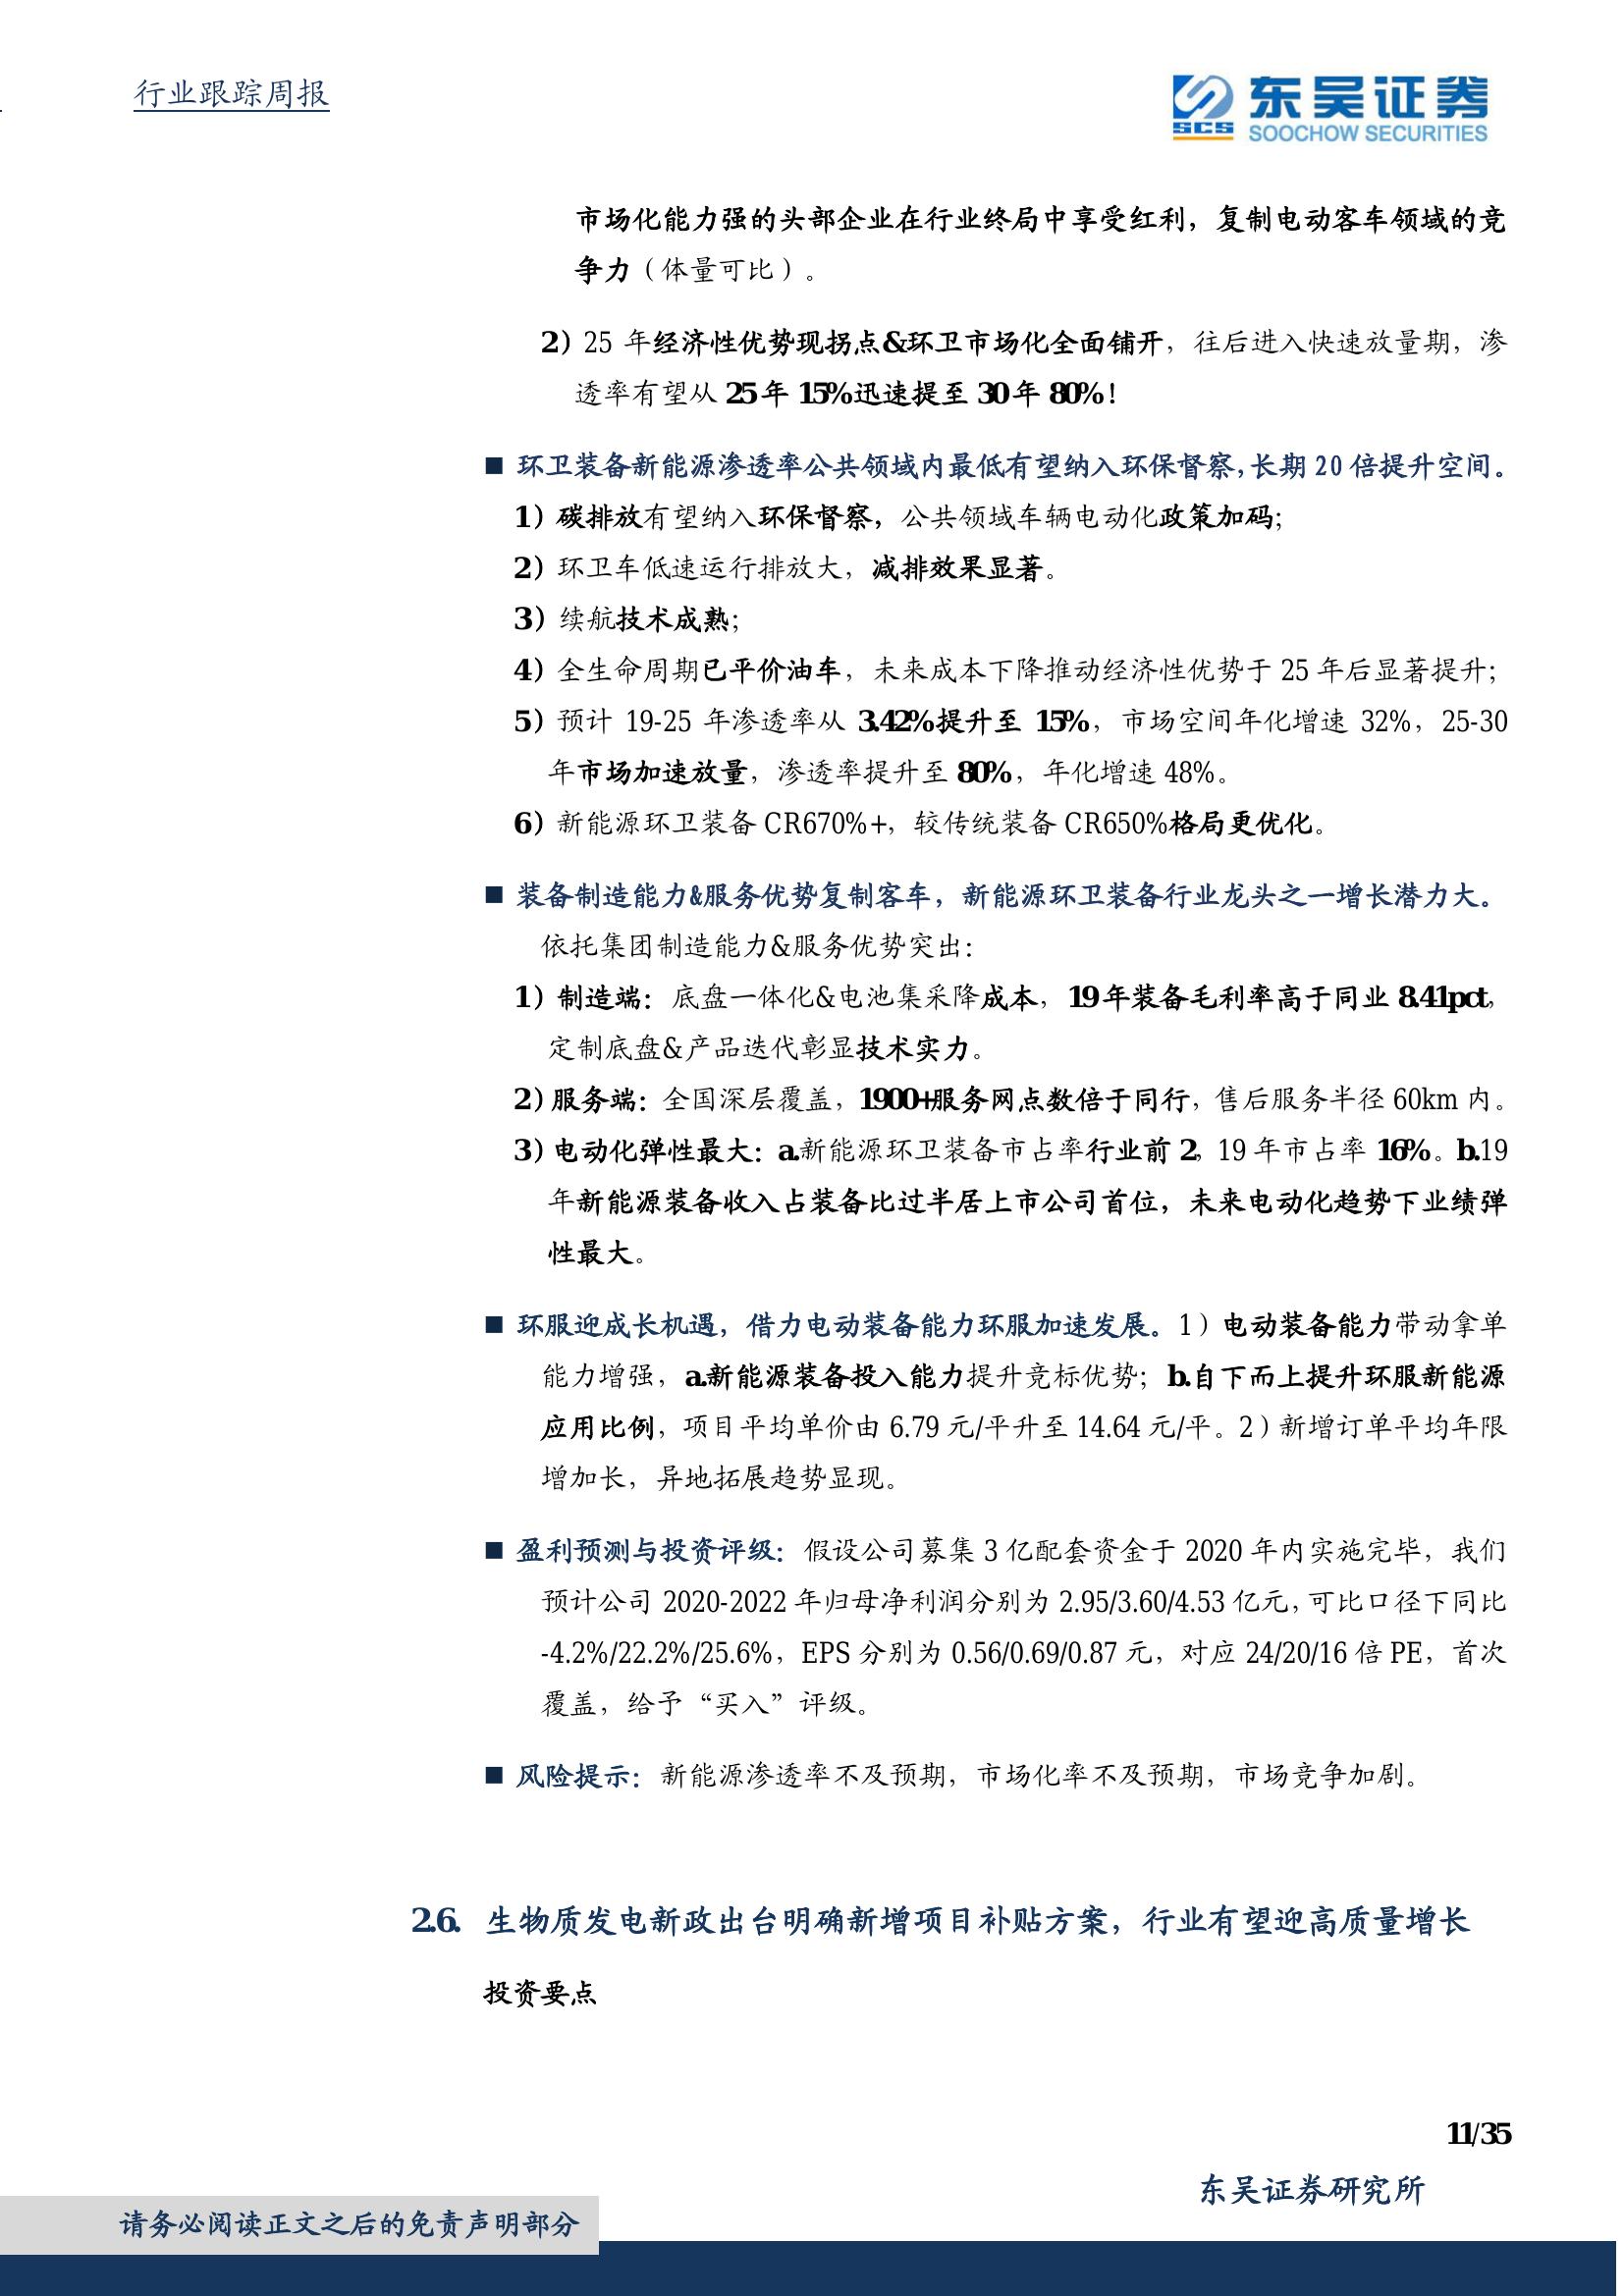 行业跟踪周报
SCS 东吴证券
SOOCHOW SECURITIES
市场化能力强的头部企业在行业终局中享受红利，复制电动客车领域的竞
争力（体量可比）。
2）25 年经济性优势现拐点&环卫市场化全面铺开，往后进入快速放量期，渗
透率有望从 25 年 15%迅速提至 30 年 80%！
■ 环卫装备新能源渗透率公共领域内最低有望纳入环保督察，长期 20 倍提升空间。
1）碳排放有望纳入环保督察，公共领域车辆电动化政策加码；
2）环卫车低速运行排放大，减排效果显著。
3）续航技术成熟；
4）全生命周期已平价油车，未来成本下降推动经济性优势于 25 年后显著提升；
5）预计 19-25 年渗透率从 3.42%提升至 15%，市场空间年化增速 32%，25-30
年市场加速放量，渗透率提升至 80%，年化增速 48%。
6）新能源环卫装备 CR670%+，较传统装备 CR650%格局更优化。
■ 装备制造能力&服务优势复制客车，新能源环卫装备行业龙头之一增长潜力大。
依托集团制造能力&服务优势突出：
1）制造端：底盘一体化&电池集采降成本，19 年装备毛利率高于同业 8.41pct，
定制底盘&产品迭代彰显技术实力。
2）服务端：全国深层覆盖，1900+服务网点数倍于同行，售后服务半径 60km 内。
3）电动化弹性最大：a.新能源环卫装备市占率行业前 2，19 年市占率 16%。b.19
年新能源装备收入占装备比过半居上市公司首位，未来电动化趋势下业绩弹
性最大。
■ 环服迎成长机遇，借力电动装备能力环服加速发展。1）电动装备能力带动拿单
能力增强，a.新能源装备投入能力提升竞标优势；b.自下而上提升环服新能源
应用比例，项目平均单价由 6.79 元/平升至 14.64 元/平。2）新增订单平均年限
增加长，异地拓展趋势显现。
■ 盈利预测与投资评级：假设公司募集 3 亿配套资金于 2020 年内实施完毕，我们
预计公司 2020-2022 年归母净利润分别为 2.95/3.60/4.53 亿元，可比口径下同比
-4.2%/22.2%/25.6%，EPS 分别为 0.56/0.69/0.87 元，对应 24/20/16 倍 PE，首次
覆盖，给予“买入”评级。
■ 风险提示：新能源渗透率不及预期，市场化率不及预期，市场竞争加剧。
2.6. 生物质发电新政出台明确新增项目补贴方案，行业有望迎高质量增长
投资要点
11/35
东吴证券研究所
请务必阅读正文之后的免责声明部分